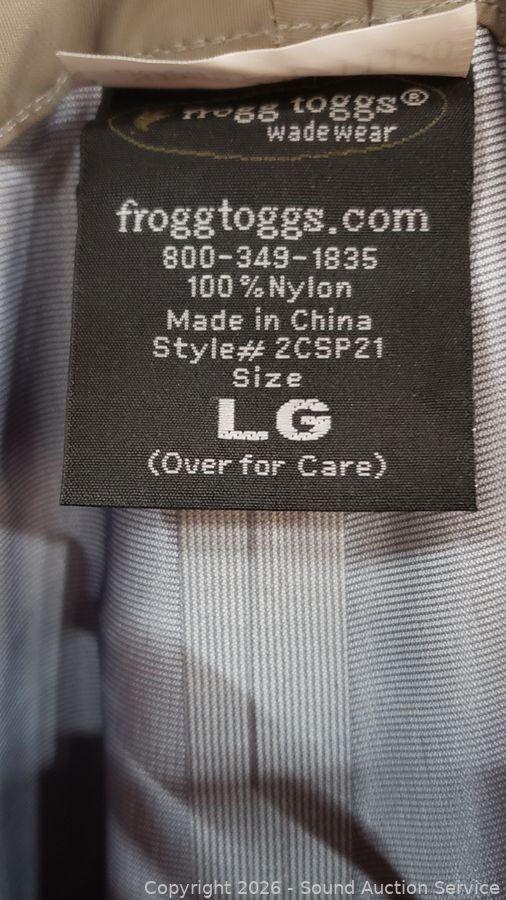 frogg toggs®
wadewear
froggtoggs.com
800-349-1835
100%Nylon
Made in China
Style# 2CSP21
Size
LG
(Over for Care)
Copyright 2026 - Sound Auction Service